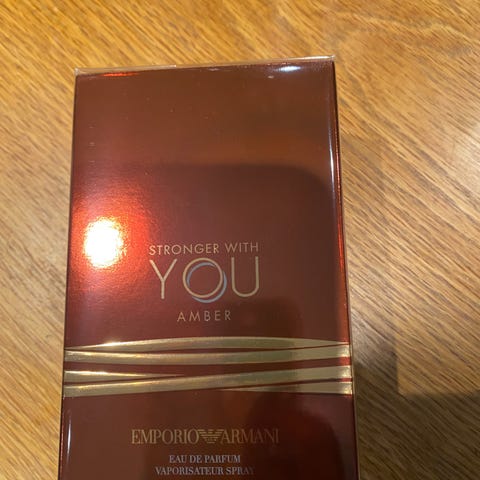 STRONGER WITH
YOU
AMBER
EMPORIO ARMANI
EAU DE PARFUM
VAPORISATEUR SPRAY